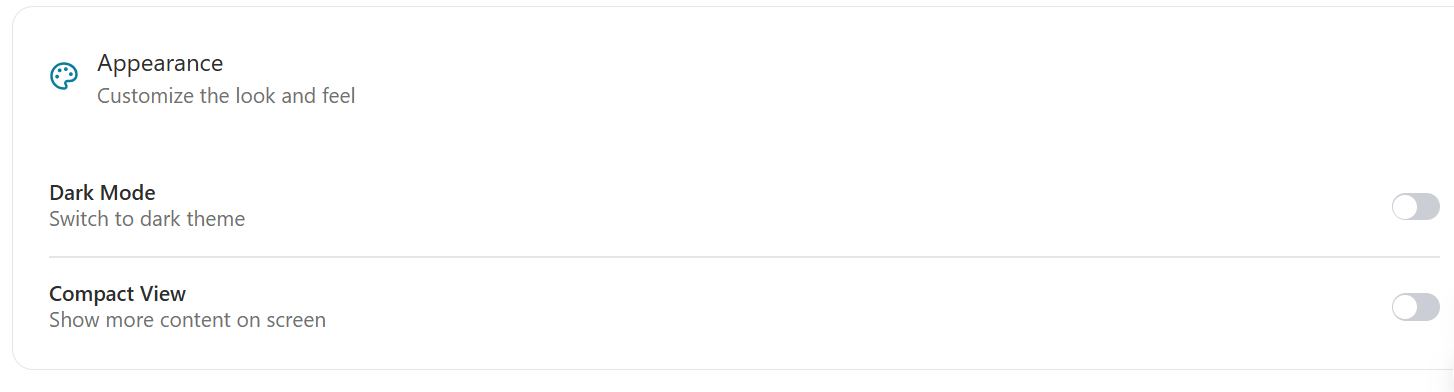 Appearance
Customize the look and feel
Dark Mode
Switch to dark theme
Compact View
Show more content on screen